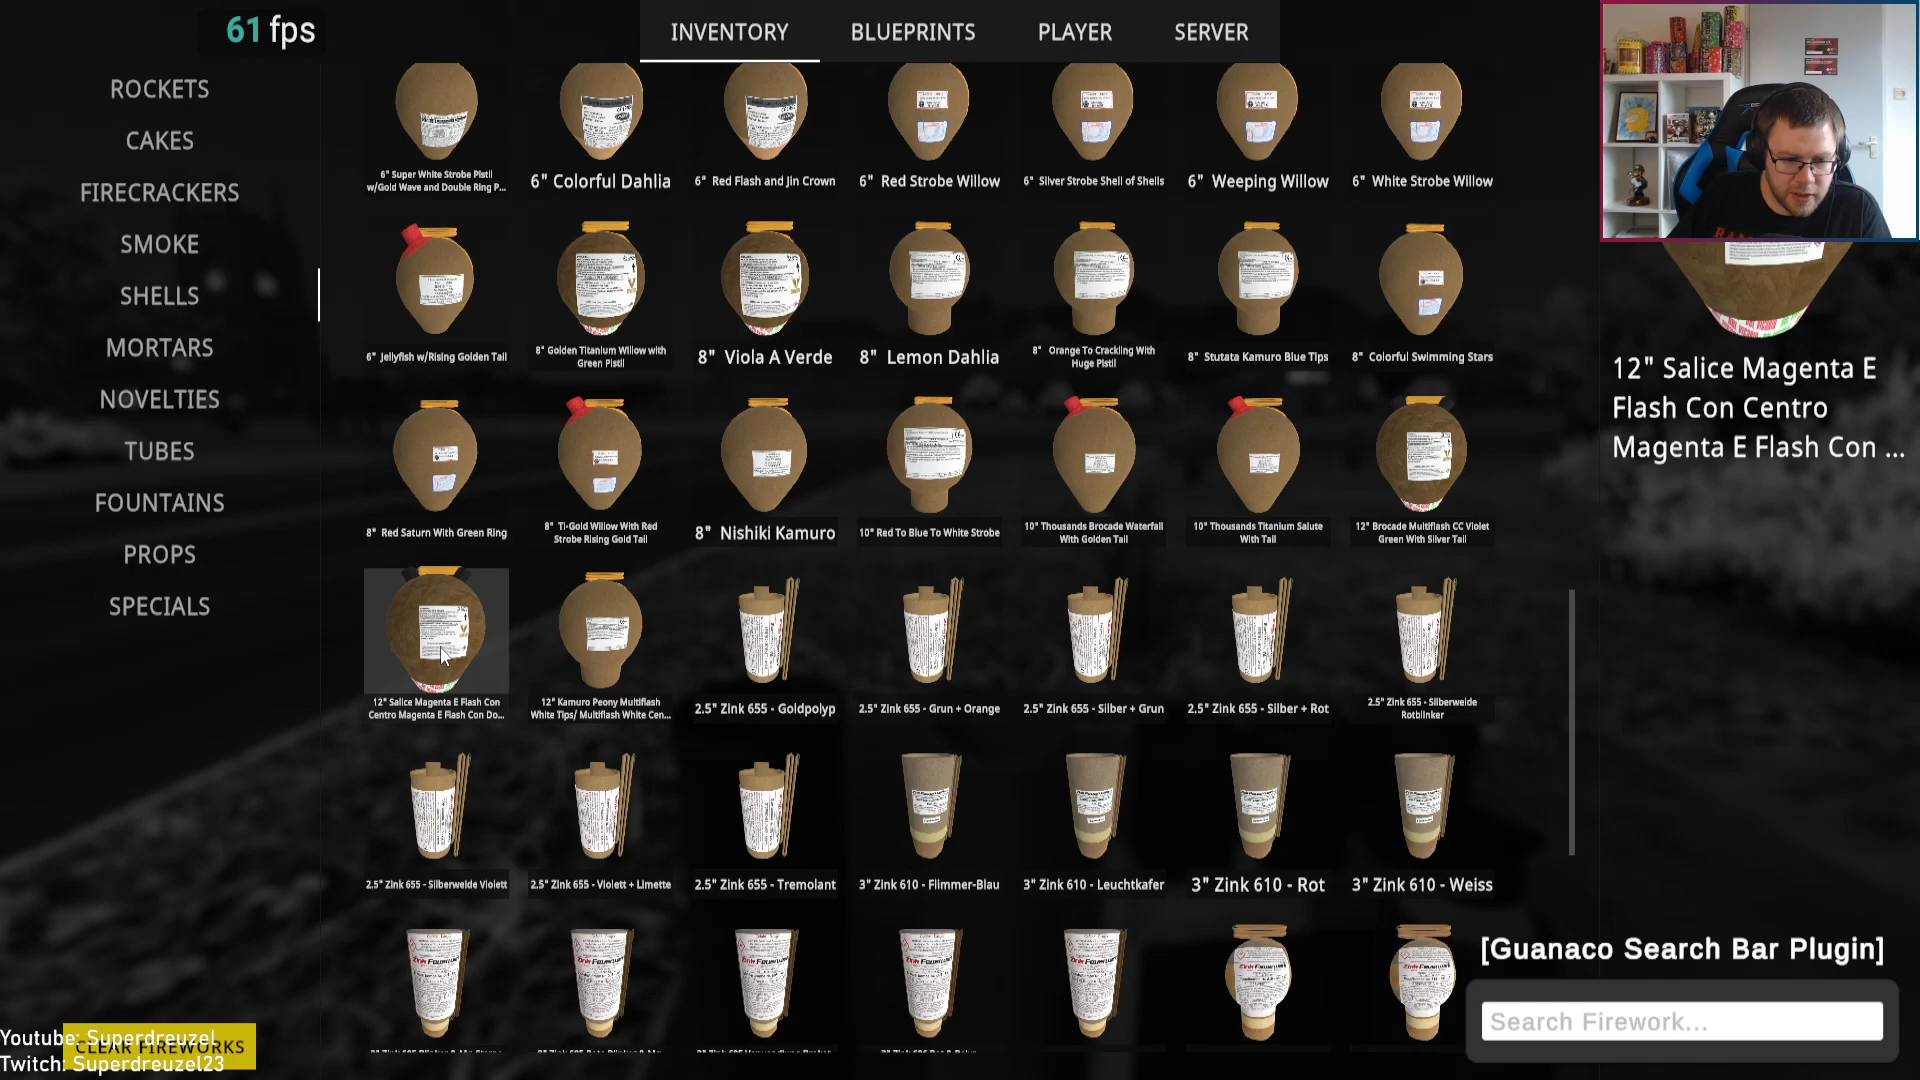 61 fps
INVENTORY
BLUEPRINTS
PLAYER
SERVER
ROCKETS
CAKES
FIRECRACKERS
SMOKE
SHELLS
MORTARS
NOVELTIES
TUBES
FOUNTAINS
PROPS
SPECIALS
6" Super White Strobe Pistil
w/Gold Wave and Double Ring P...
6" Colorful Dahlia
6" Red Flash and Jin Crown
6" Red Strobe Willow
6" Silver Strobe Shell of Shells
6" Weeping Willow
6" White Strobe Willow
6" Jellyfish w/Rising Golden Tail
8" Golden Titanium Willow with
Green Pistil
8" Viola A Verde
8" Lemon Dahlia
8" Orange To Crackling With
Huge Pistil
8" Stutata Kamuro Blue Tips
8" Colorful Swimming Stars
8" Red Saturn With Green Ring
8" Ti-Gold Willow With Red
Strobe Rising Gold Tail
8" Nishiki Kamuro
10" Red To Blue To White Strobe
10" Thousands Brocade Waterfall
With Golden Tail
10" Thousands Titanium Salute
With Tail
12" Brocade Multiflash CC Violet
Green With Silver Tail
12" Salice Magenta E Flash Con
Centro Magenta E Flash Con Do...
12" Kamuro Peony Multiflash
White Tips/ Multiflash White Cen...
2.5" Zink 655 - Goldpolyp
2.5" Zink 655 - Grun + Orange
2.5" Zink 655 - Silber + Grun
2.5" Zink 655 - Silber + Rot
2.5" Zink 655 - Silberweide
Rotblinker
2.5" Zink 655 - Silberweide Violett
2.5" Zink 655 - Violett + Limette
2.5" Zink 655 - Tremolant
3" Zink 610 - Flimmer-Blau
3" Zink 610 - Leuchtkafer
3" Zink 610 - Rot
3" Zink 610 - Weiss
12" Salice Magenta E
Flash Con Centro
Magenta E Flash Con ...
[Guanaco Search Bar Plugin]
Search Firework...
CLEAR FIREWORKS
Youtube: Superdreuzel
Twitch: Superdreuzel23